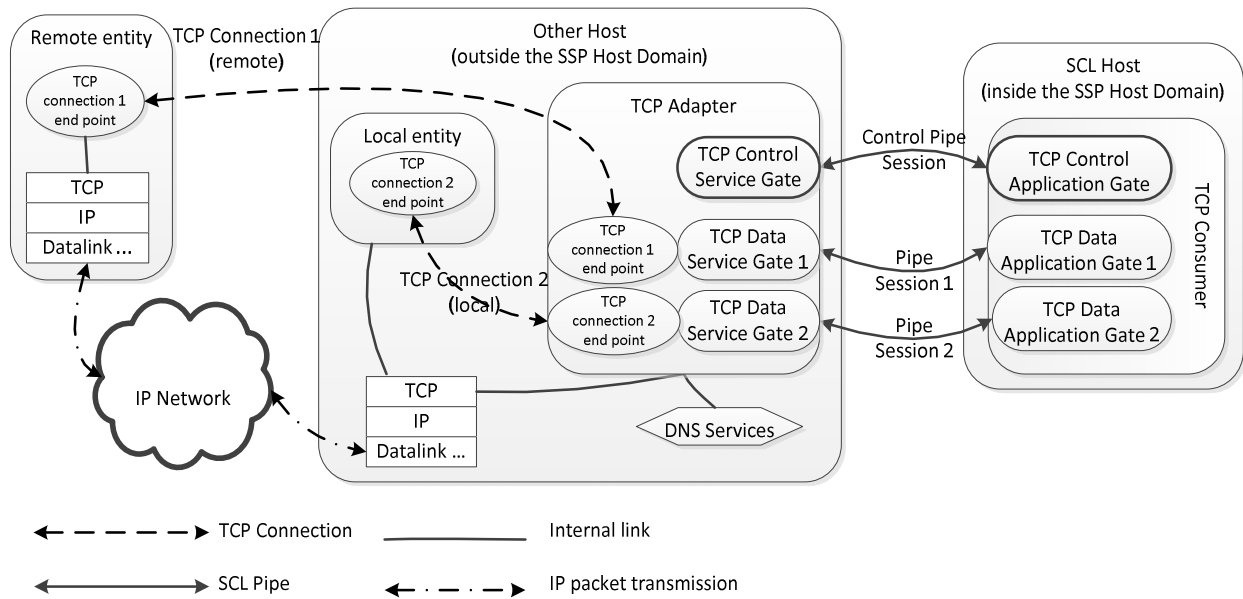 Remote entity
TCP
connection 1
end point
TCP
IP
Datalink ...
TCP Connection 1
(remote)
IP Network
Other Host
(outside the SSP Host Domain)
Local entity
TCP
connection 2
end point
TCP Connection 2
(local)
TCP
IP
Datalink ...
TCP Adapter
TCP Control
Service Gate
TCP
connection 1
end point
TCP Data
Service Gate 1
TCP
connection 2
end point
TCP Data
Service Gate 2
DNS Services
Control Pipe
Session
Pipe
Session 1
Pipe
Session 2
SCL Host
(inside the SSP Host Domain)
TCP Control
Application Gate
TCP Data
Application Gate 1
TCP Data
Application Gate 2
TCP Consumer
TCP Connection
Internal link
SCL Pipe
IP packet transmission